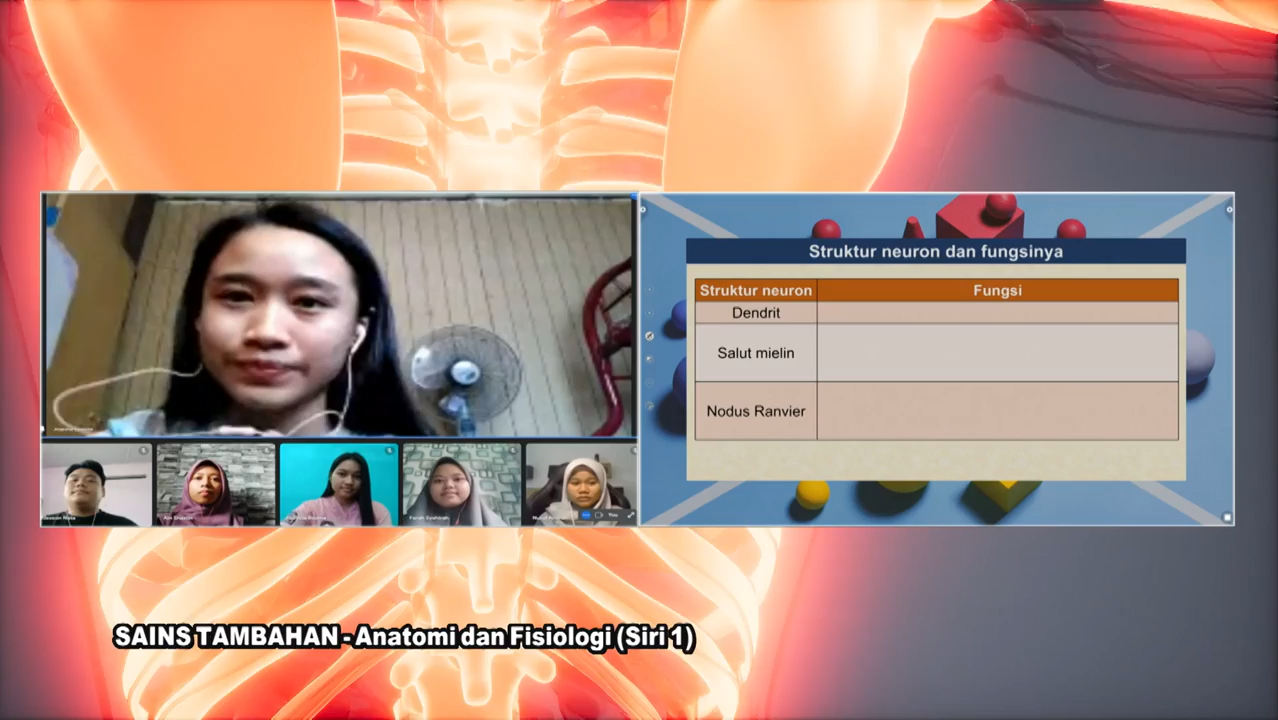 Struktur neuron dan fungsinya
Struktur neuron
Fungsi
Dendrit
Salut mielin
Nodus Ranvier
SAINS TAMBAHAN - Anatomi dan Fisiologi (Siri 1)